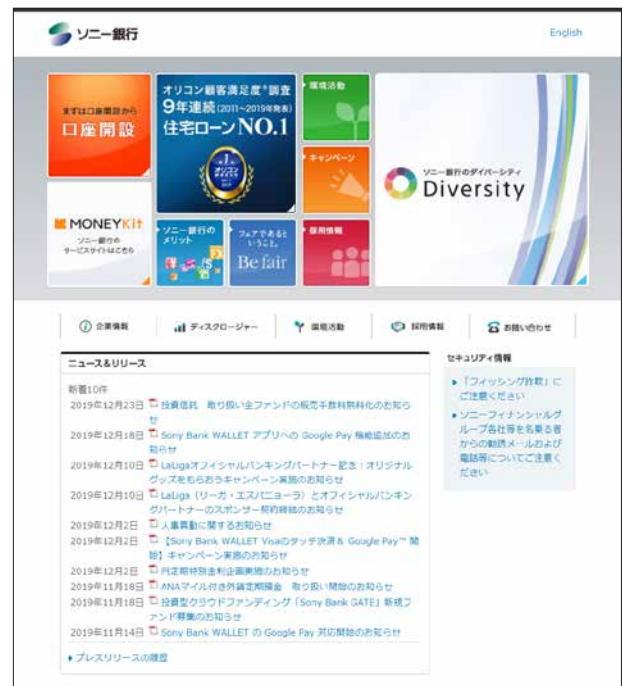 ソニー銀行
English
まずは口座開設から
口座開設
オリコン顧客満足度®調査
9年連続(2011~2019年発表)
住宅ローンNO.1
No.1
オリコン
環境活動
キャンペーン
ソニー銀行のダイバーシティ
Diversity
MONEYKit
ソニー銀行の
サービスサイトはこちら
ソニー銀行の
メリット
フェアであると
いうこと。
Be fair
採用情報
企業情報
ディスクロージャー
環境活動
採用情報
お問い合わせ
ニュース&リリース
新着10件
2019年12月23日 投資信託 取り扱い全ファンドの販売手数料無料化のお知ら
せ
2019年12月18日 Sony Bank WALLET アプリへの Google Pay 機能追加のお
知らせ
2019年12月10日 LaLigaオフィシャルバンキングパートナー記念!オリジナル
グッズをもらおうキャンペーン実施のお知らせ
2019年12月10日 LaLiga(リーガ・エスパニョーラ)とオフィシャルバンキン
グパートナーのスポンサー契約締結のお知らせ
2019年12月2日 人事異動に関するお知らせ
2019年12月2日 【Sony Bank WALLET Visaのタッチ決済 & Google Pay™ 開
始】キャンペーン実施のお知らせ
2019年12月2日 円定期特別金利企画実施のお知らせ
2019年11月18日 ANAマイル付き外貨定期預金 取り扱い開始のお知らせ
2019年11月18日 投資型クラウドファンディング「Sony Bank GATE」新規フ
ァンド募集のお知らせ
2019年11月14日 Sony Bank WALLET の Google Pay 対応開始のお知らせ
プレスリリースの履歴
セキュリティ情報
「フィッシング詐欺」に
ご注意ください
ソニーフィナンシャルグ
ループ各社等を名乗る者
からの勧誘メールおよび
電話等についてご注意く
ださい